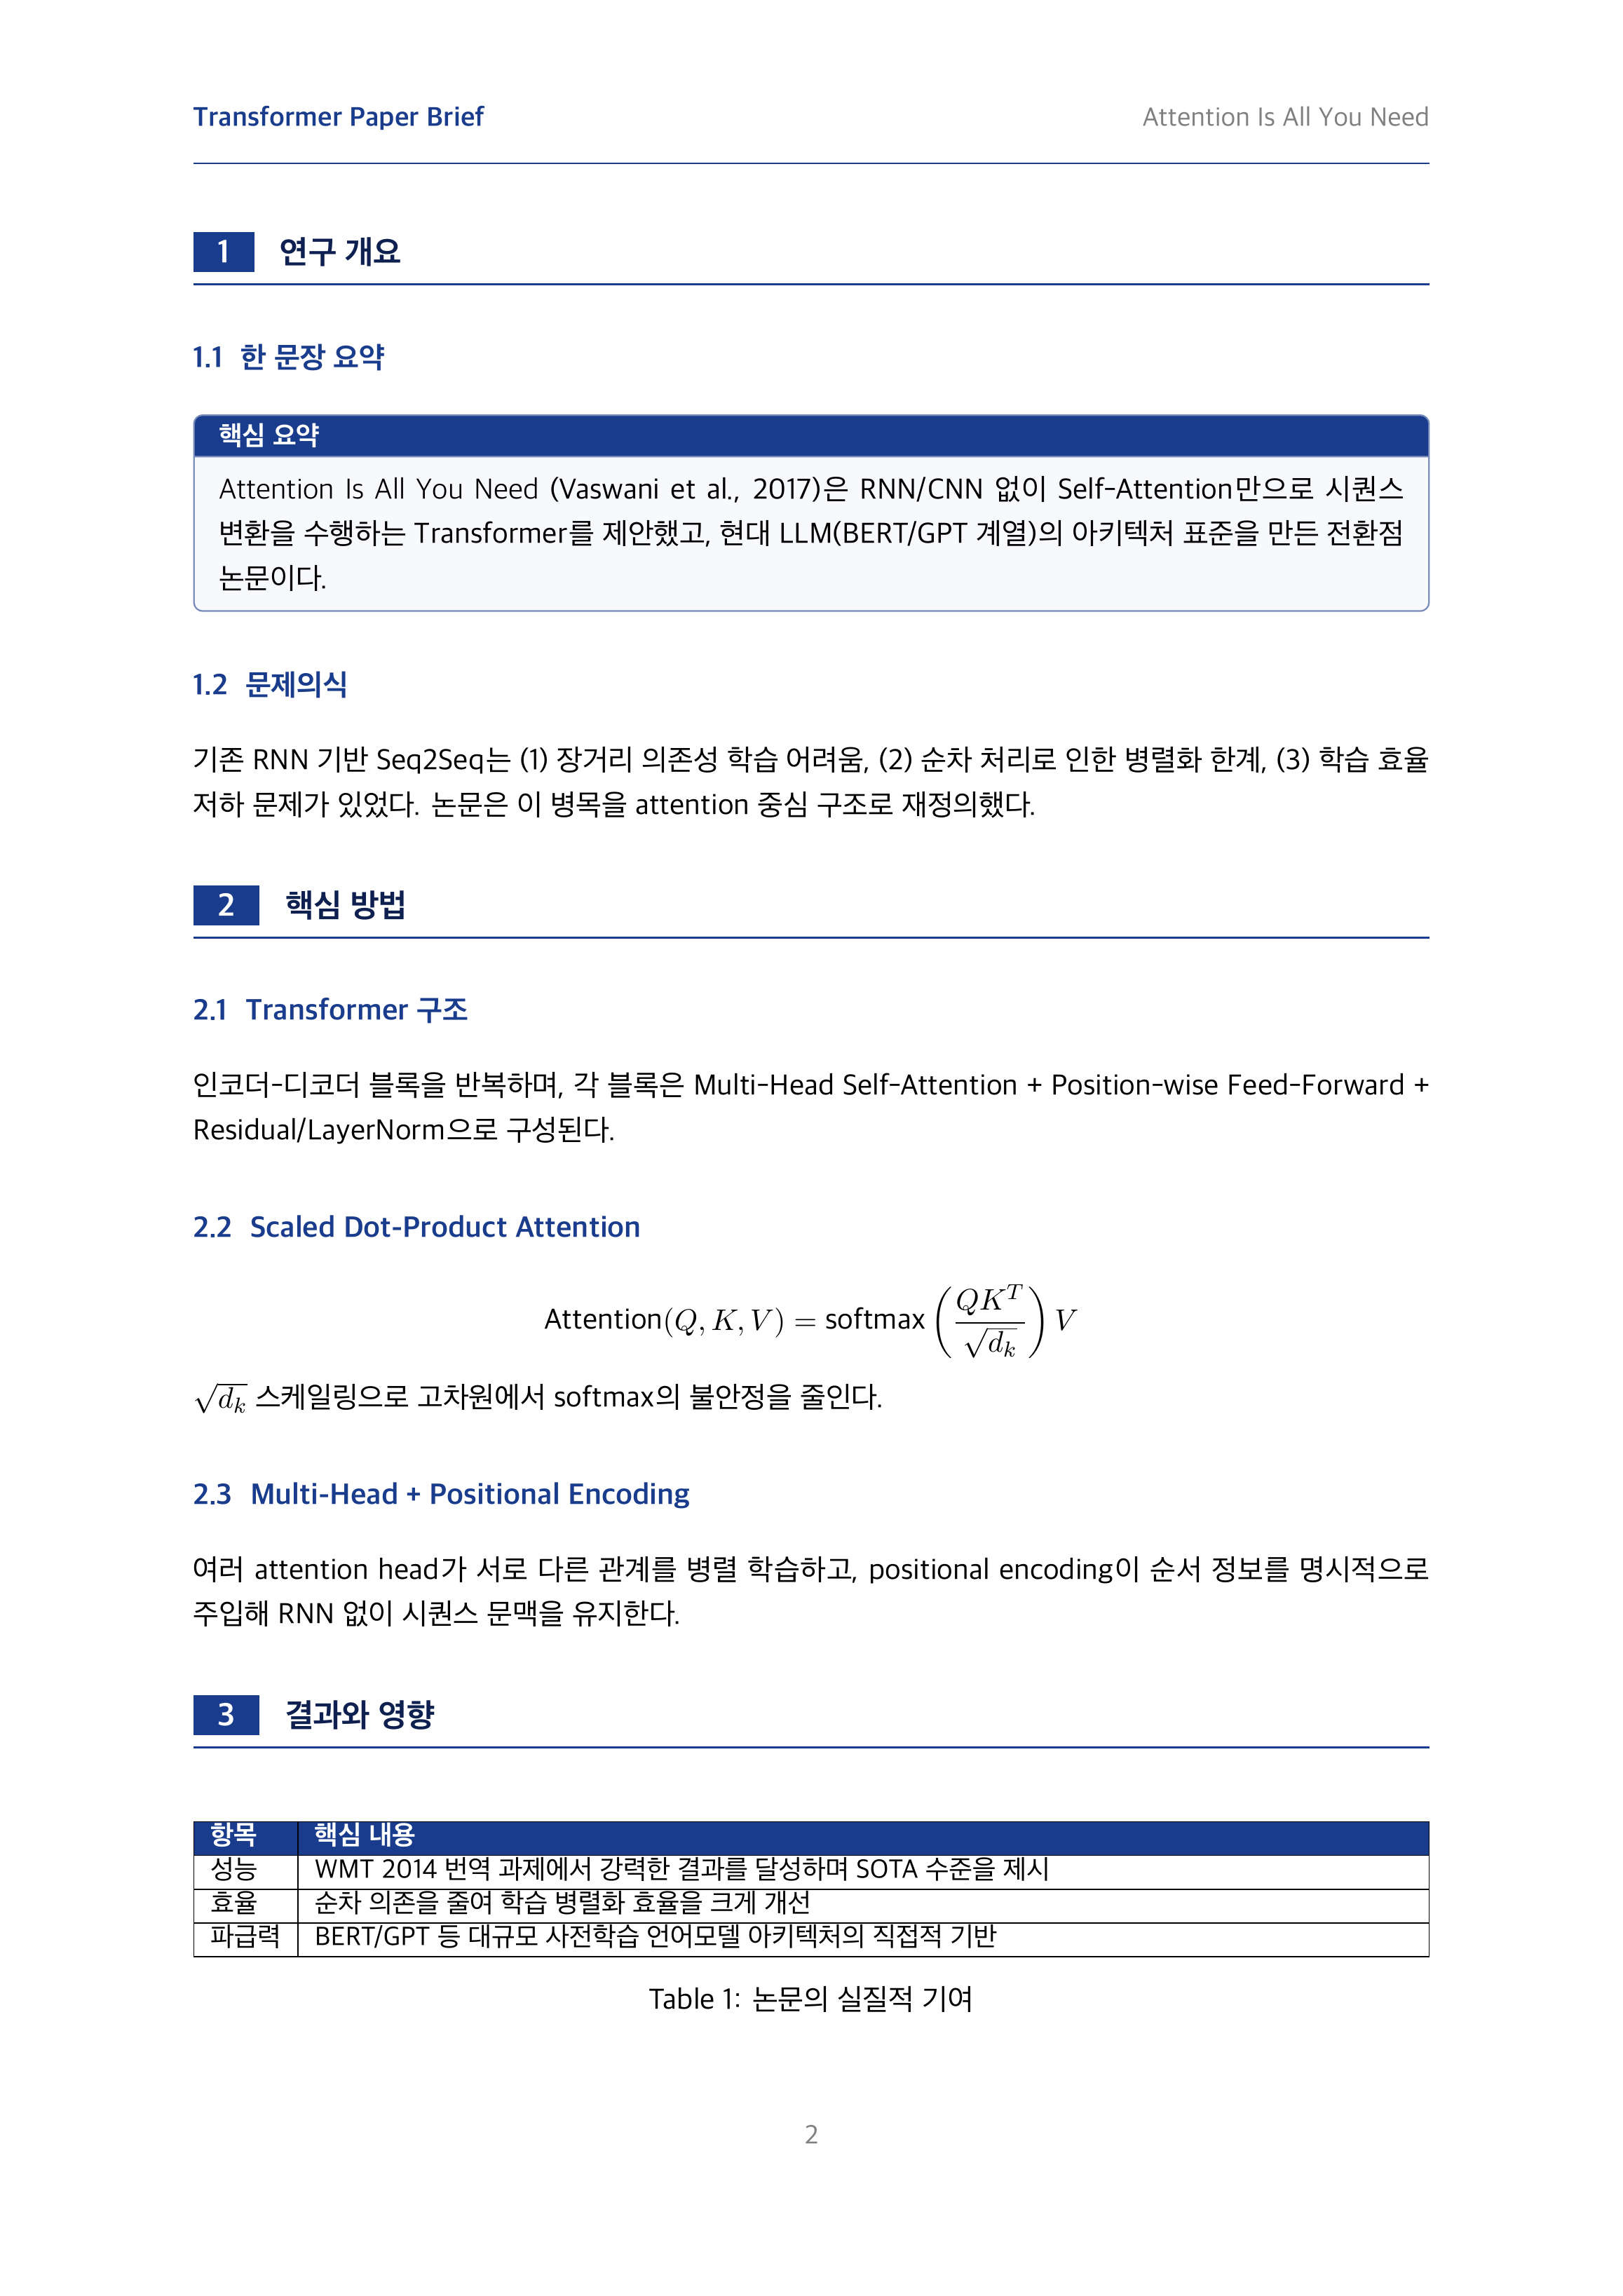 Transformer Paper Brief
Attention Is All You Need
1 연구 개요
1.1 한 문장 요약
핵심 요약
Attention Is All You Need (Vaswani et al., 2017)은 RNN/CNN 없이 Self-Attention만으로 시퀀스
변환을 수행하는 Transformer를 제안했고, 현대 LLM(BERT/GPT 계열)의 아키텍처 표준을 만든 전환점
논문이다.
1.2 문제의식
기존 RNN 기반 Seq2Seq는 (1) 장거리 의존성 학습 어려움, (2) 순차 처리로 인한 병렬화 한계, (3) 학습 효율
저하 문제가 있었다. 논문은 이 병목을 attention 중심 구조로 재정의했다.
2 핵심 방법
2.1 Transformer 구조
인코더-디코더 블록을 반복하며, 각 블록은 Multi-Head Self-Attention + Position-wise Feed-Forward +
Residual/LayerNorm으로 구성된다.
2.2 Scaled Dot-Product Attention
Attention(Q, K, V) = softmax (QK^T / √d_k) V
√d_k 스케일링으로 고차원에서 softmax의 불안정을 줄인다.
2.3 Multi-Head + Positional Encoding
여러 attention head가 서로 다른 관계를 병렬 학습하고, positional encoding이 순서 정보를 명시적으로
주입해 RNN 없이 시퀀스 문맥을 유지한다.
3 결과와 영향
항목 핵심 내용
성능 WMT 2014 번역 과제에서 강력한 결과를 달성하며 SOTA 수준을 제시
효율 순차 의존을 줄여 학습 병렬화 효율을 크게 개선
파급력 BERT/GPT 등 대규모 사전학습 언어모델 아키텍처의 직접적 기반
Table 1: 논문의 실질적 기여
2